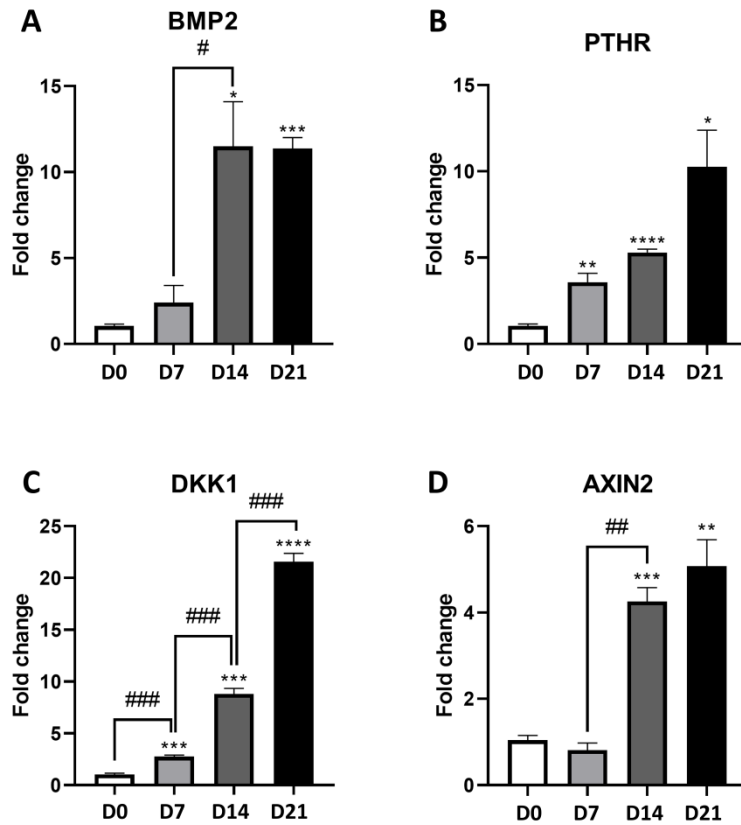 A
BMP2
#
*
***
15
10
5
0
Fold change
D0 D7 D14 D21
B
PTHR
*
**
****
15
10
5
0
Fold change
D0 D7 D14 D21
C
DKK1
###
###
###
****
***
***
25
20
15
10
5
0
Fold change
D0 D7 D14 D21
D
AXIN2
##
**
***
6
4
2
0
Fold change
D0 D7 D14 D21